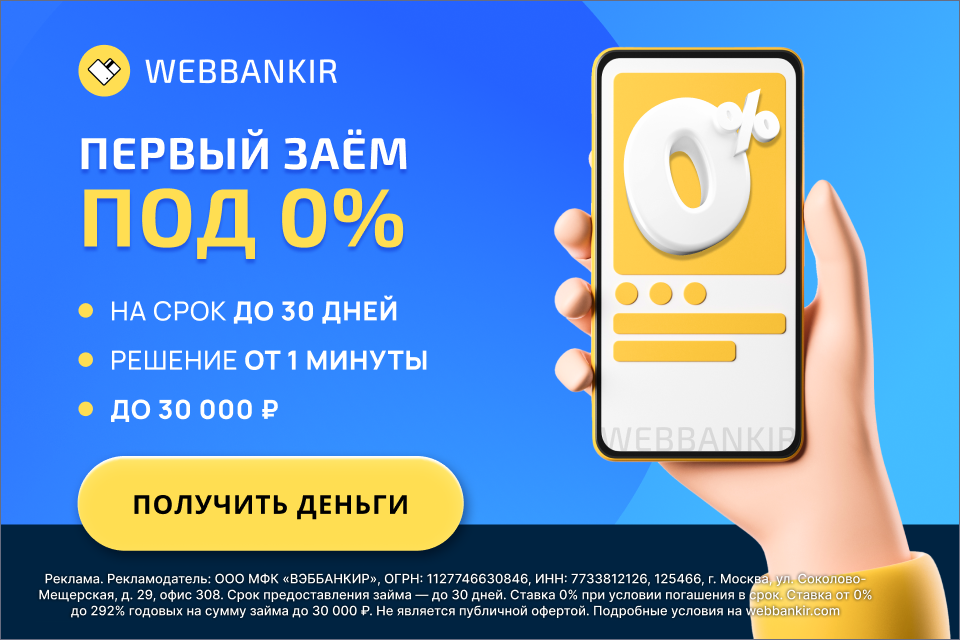 WEBBANKIR
ПЕРВЫЙ ЗАЁМ
ПОД 0%
НА СРОК ДО 30 ДНЕЙ
РЕШЕНИЕ ОТ 1 МИНУТЫ
ДО 30 000 ₽
ПОЛУЧИТЬ ДЕНЬГИ
0%
WEBBANKIR
Реклама. Рекламодатель: ООО МФК «ВЭББАНКИР», ОГРН: 1127746630846, ИНН: 7733812126, 125466, г. Москва, ул. Соколово-
Мещерская, д. 29, офис 308. Срок предоставления займа — до 30 дней. Ставка 0% при условии погашения в срок. Ставка от 0%
до 292% годовых на сумму займа до 30 000 ₽. Не является публичной офертой. Подробные условия на webbankir.com